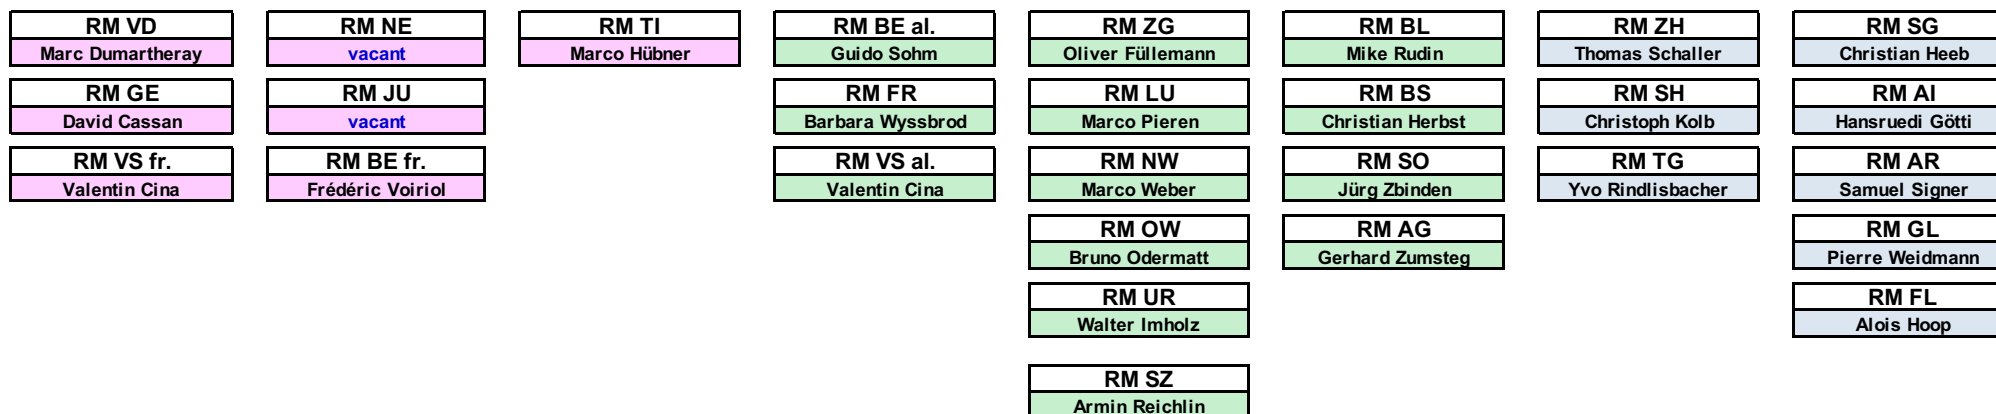 RM VD
Marc Dumartheray
RM GE
David Cassan
RM VS fr.
Valentin Cina
RM NE
vacant
RM JU
vacant
RM BE fr.
Frédéric Voiriol
RM TI
Marco Hübner
RM BE al.
Guido Sohm
RM FR
Barbara Wyssbrod
RM VS al.
Valentin Cina
RM ZG
Oliver Füllemann
RM LU
Marco Pieren
RM NW
Marco Weber
RM OW
Bruno Odermatt
RM UR
Walter Imholz
RM SZ
Armin Reichlin
RM BL
Mike Rudin
RM BS
Christian Herbst
RM SO
Jürg Zbinden
RM AG
Gerhard Zumsteg
RM ZH
Thomas Schaller
RM SH
Christoph Kolb
RM TG
Yvo Rindlisbacher
RM SG
Christian Heeb
RM AI
Hansruedi Götti
RM AR
Samuel Signer
RM GL
Pierre Weidmann
RM FL
Alois Hoop